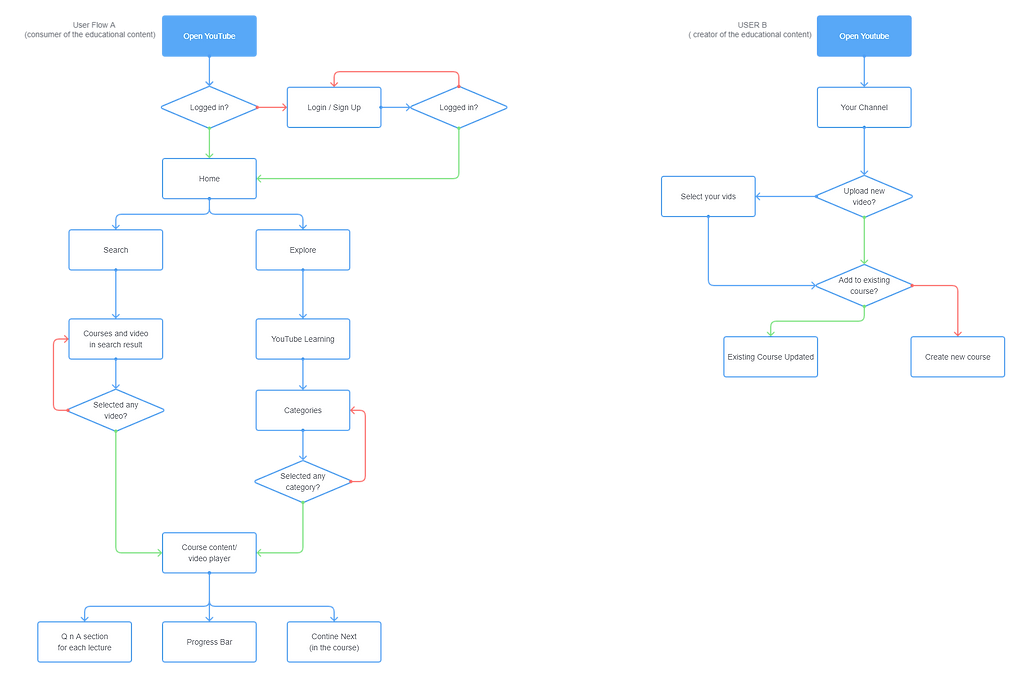 User Flow A
(consumer of the educational content)
Open YouTube
Logged in?
Login / Sign Up
Logged in?
Home
Search
Explore
Courses and video
in search result
YouTube Learning
Selected any
video?
Categories
Selected any
category?
Course content/
video player
Q n A section
for each lecture
Progress Bar
Contine Next
(in the course)
USER B
( creator of the educational content)
Open Youtube
Your Channel
Select your vids
Upload new
video?
Add to existing
course?
Existing Course Updated
Create new course